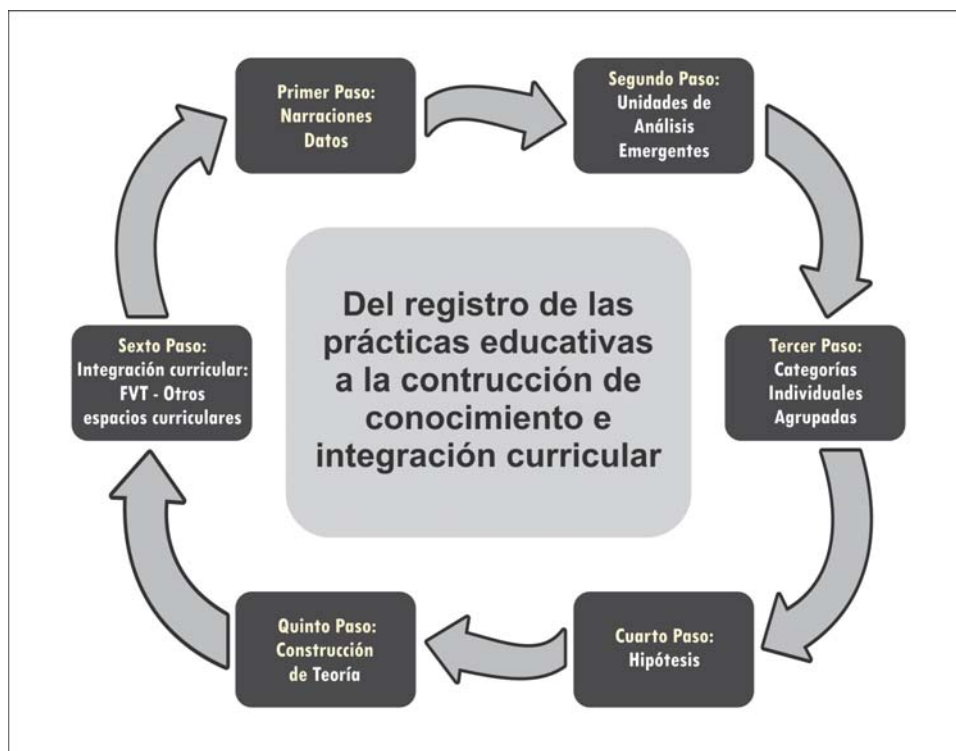 Primer Paso:
Narraciones
Datos
Segundo Paso:
Unidades de
Análisis
Emergentes
Tercer Paso:
Categorías
Individuales
Agrupadas
Cuarto Paso:
Hipótesis
Quinto Paso:
Construcción
de Teoría
Sexto Paso:
Integración curricular:
FVT - Otros
espacios curriculares
Del registro de las
prácticas educativas
a la contrucción de
conocimiento e
integración curricular